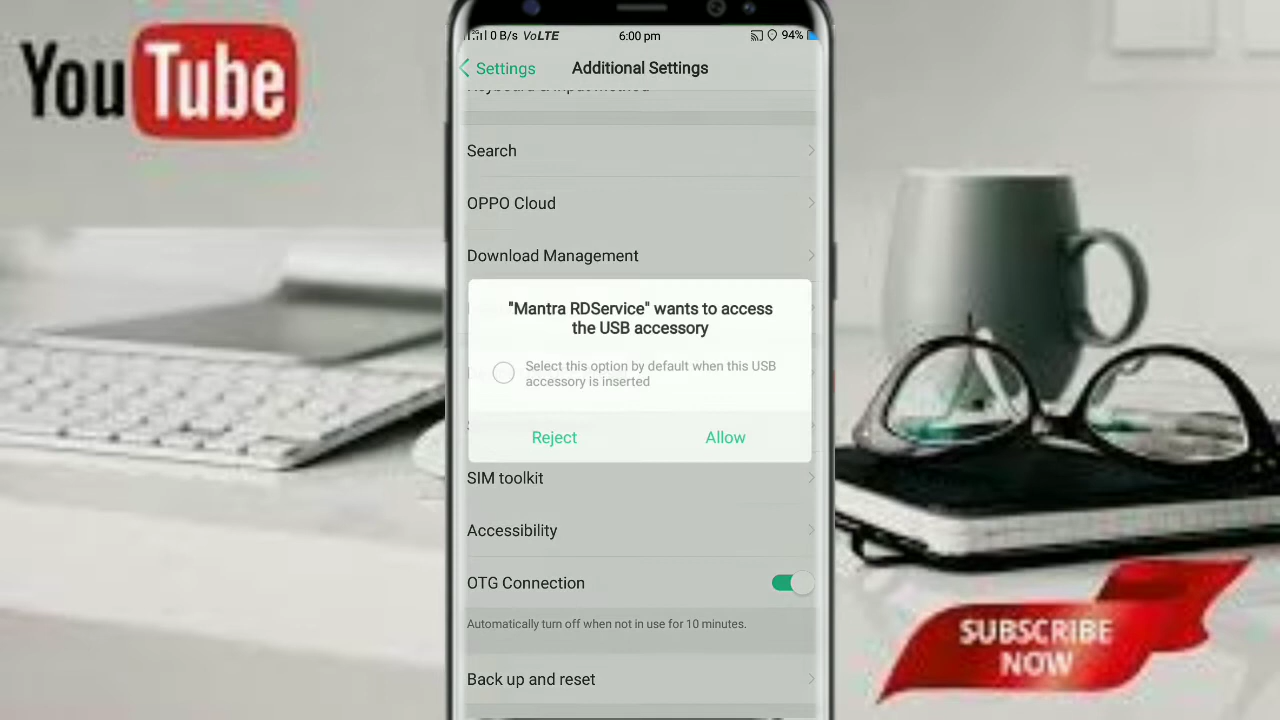 YouTube
0 B/s VoLTE 6:00 pm 94%
Settings Additional Settings
Keyboard & input method
Search
OPPO Cloud
Download Management
"Mantra RDService" wants to access
the USB accessory
Select this option by default when this USB
accessory is inserted
Reject Allow
SIM toolkit
Accessibility
OTG Connection
Automatically turn off when not in use for 10 minutes.
Back up and reset
SUBSCRIBE
NOW